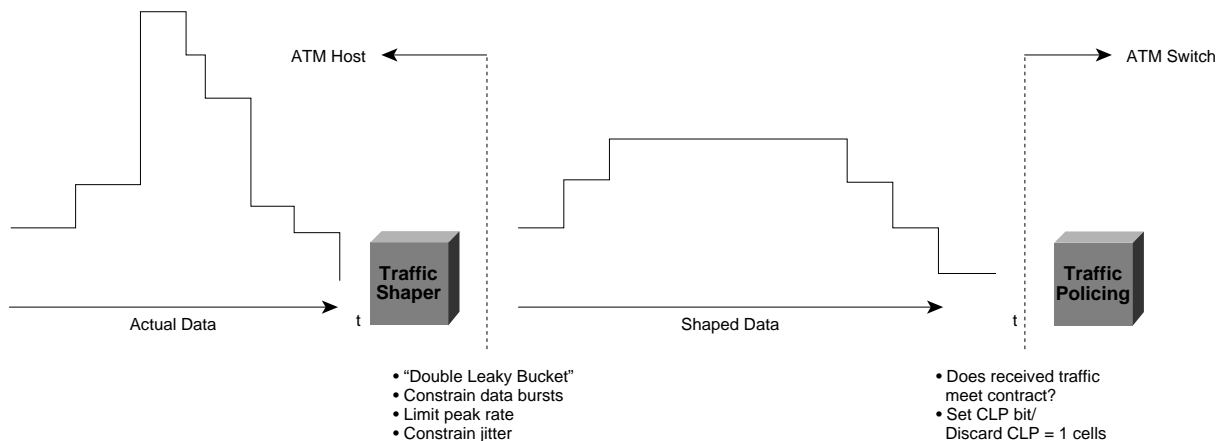 ATM Host
ATM Switch
Traffic
Shaper
Traffic
Policing
Actual Data
t
Shaped Data
t
• “Double Leaky Bucket”
• Constrain data bursts
• Limit peak rate
• Constrain jitter
• Does received traffic
meet contract?
• Set CLP bit/
Discard CLP = 1 cells